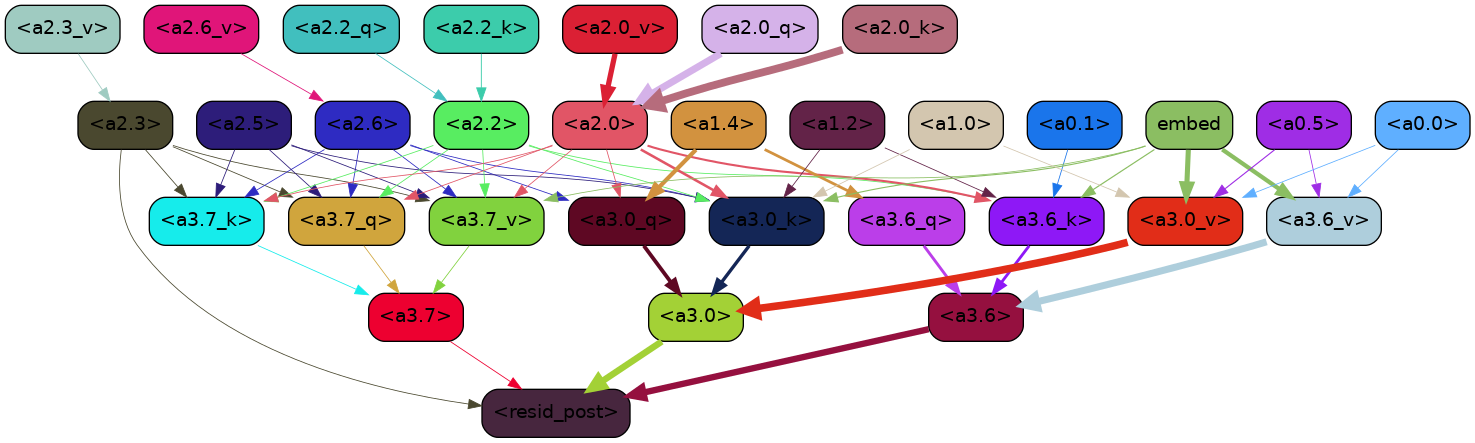 <a2.3_v> <a2.6_v> <a2.2_q> <a2.2_k> <a2.0_v> <a2.0_q> <a2.0_k>
<a2.3> <a2.5> <a2.6> <a2.2> <a2.0> <a1.4> <a1.2> <a1.0> <a0.1> embed <a0.5> <a0.0>
<a3.7_k> <a3.7_q> <a3.7_v> <a3.0_q> <a3.0_k> <a3.6_q> <a3.6_k> <a3.0_v> <a3.6_v>
<a3.7> <a3.0> <a3.6>
<resid_post>